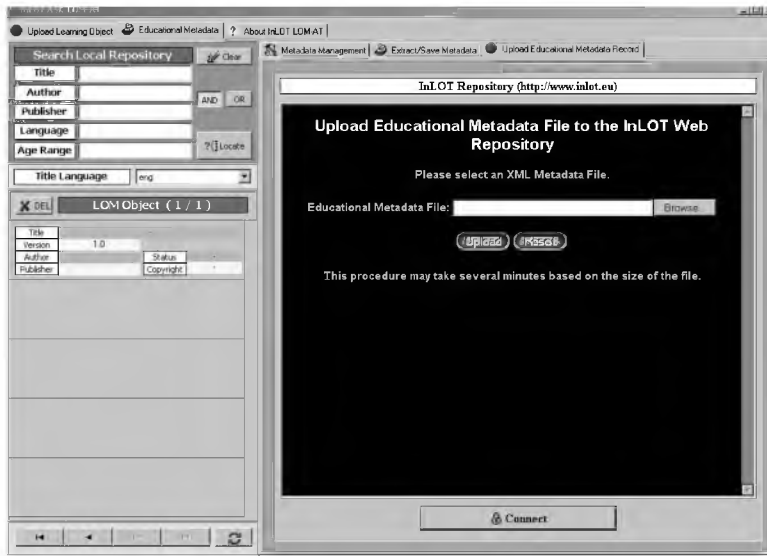 Upload Learning Object Educational Metadata ? About InLOT LOM-AT
Search Local Repository Clear
Title
Author
AND OR
Publisher
Language
Age Range
?[] Locate
Title Language eng
DEL LOM Object ( 1 / 1 )
Title
Version 1.0
Author Status
Publisher Copyright
Metadata Management Extract/Save Metadata Upload Educational Metadata Record
InLOT Repository (http://www.inlot.eu)
Upload Educational Metadata File to the InLOT Web
Repository
Please select an XML Metadata File.
Educational Metadata File: Browse...
Upload Reset
This procedure may take several minutes based on the size of the file.
Connect